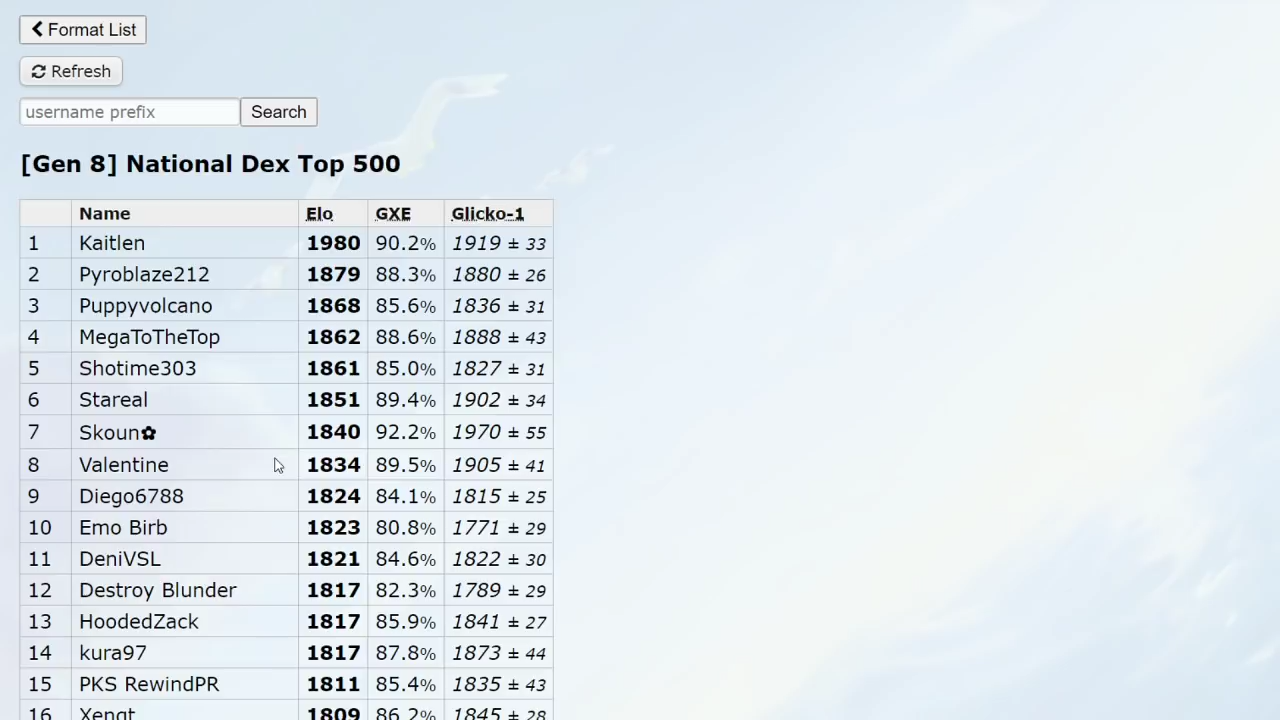 Format List
Refresh
username prefix Search
[Gen 8] National Dex Top 500
Name Elo GXE Glicko-1
1 Kaitlen 1980 90.2% 1919 ± 33
2 Pyroblaze212 1879 88.3% 1880 ± 26
3 Puppyvolcano 1868 85.6% 1836 ± 31
4 MegaToTheTop 1862 88.6% 1888 ± 43
5 Shotime303 1861 85.0% 1827 ± 31
6 Stareal 1851 89.4% 1902 ± 34
7 Skoun✿ 1840 92.2% 1970 ± 55
8 Valentine 1834 89.5% 1905 ± 41
9 Diego6788 1824 84.1% 1815 ± 25
10 Emo Birb 1823 80.8% 1771 ± 29
11 DeniVSL 1821 84.6% 1822 ± 30
12 Destroy Blunder 1817 82.3% 1789 ± 29
13 HoodedZack 1817 85.9% 1841 ± 27
14 kura97 1817 87.8% 1873 ± 44
15 PKS RewindPR 1811 85.4% 1835 ± 43
16 1809 86.2% 1845 ± 28